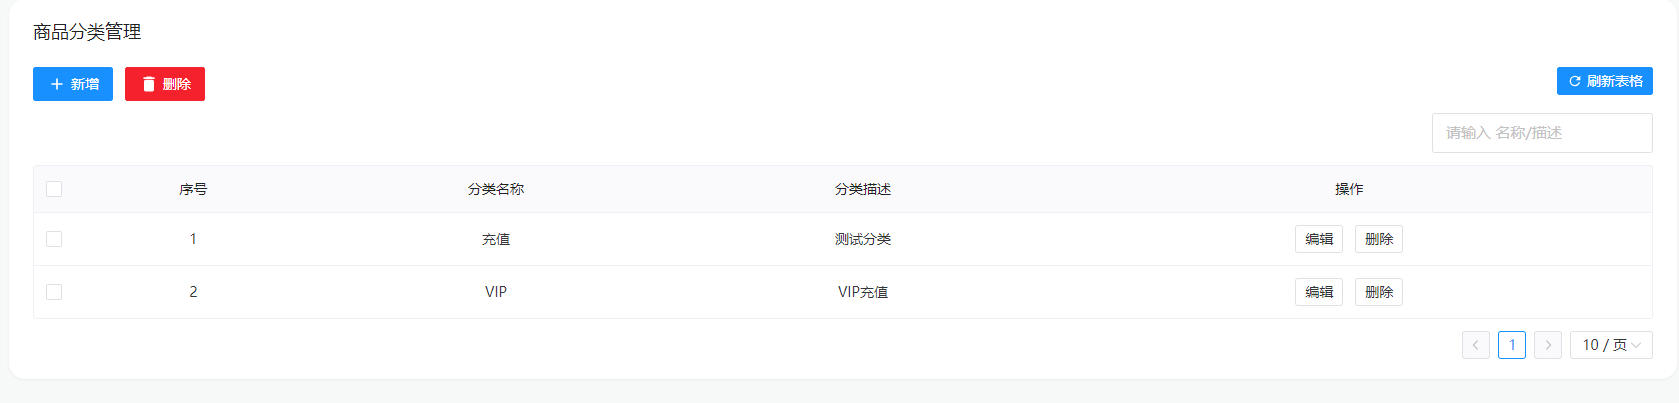 商品分类管理
新增 删除 刷新表格
请输入 名称/描述
序号 分类名称 分类描述 操作
1 充值 测试分类 编辑 删除
2 VIP VIP充值 编辑 删除
1 10 / 页